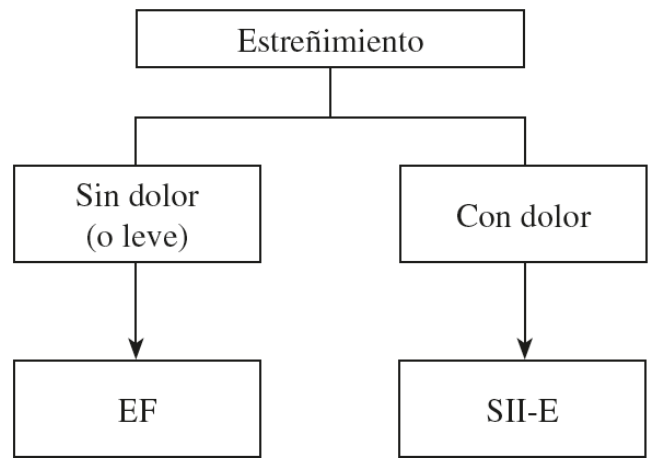 Estreñimiento
Sin dolor
(o leve)
Con dolor
EF
SII-E